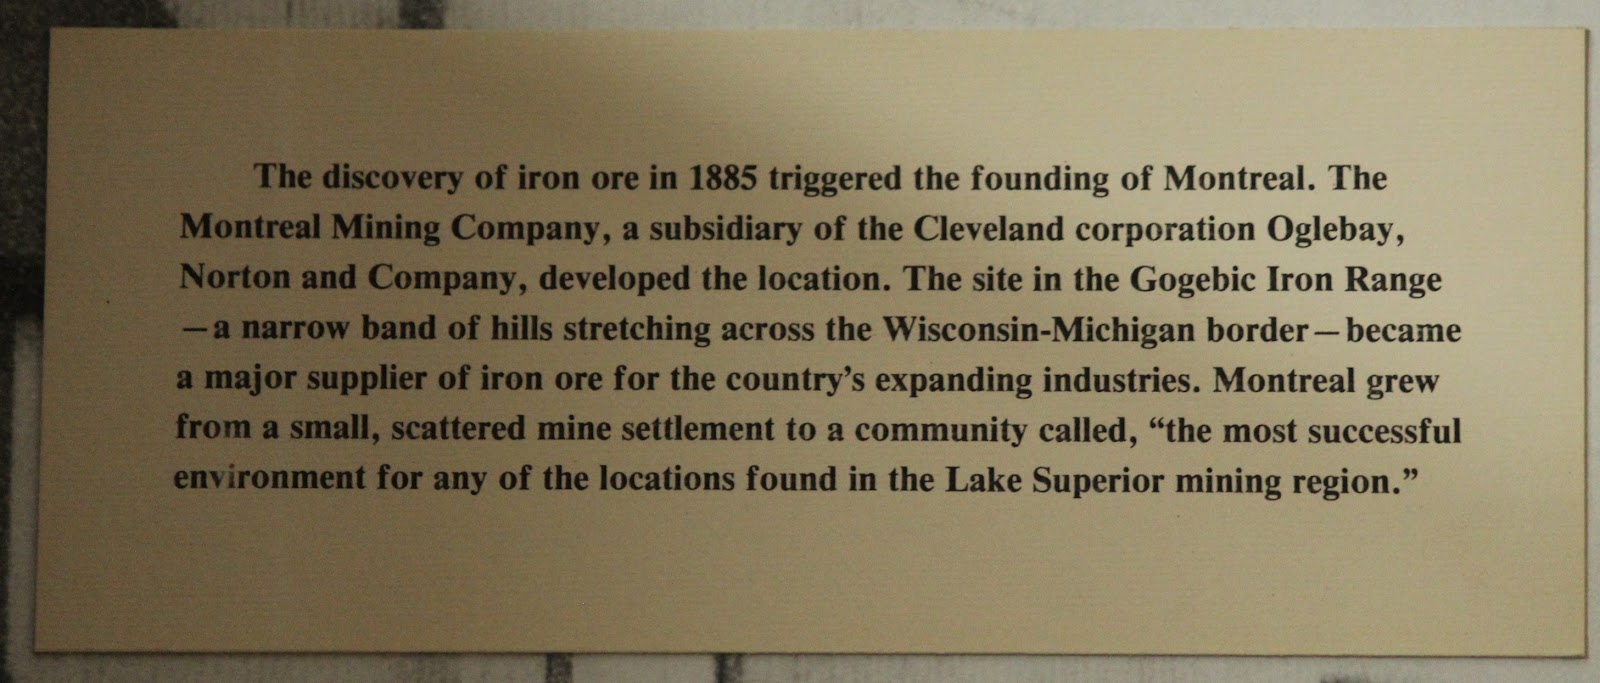 The discovery of iron ore in 1885 triggered the founding of Montreal. The
Montreal Mining Company, a subsidiary of the Cleveland corporation Oglebay,
Norton and Company, developed the location. The site in the Gogebic Iron Range
—a narrow band of hills stretching across the Wisconsin-Michigan border—became
a major supplier of iron ore for the country’s expanding industries. Montreal grew
from a small, scattered mine settlement to a community called, “the most successful
environment for any of the locations found in the Lake Superior mining region.”